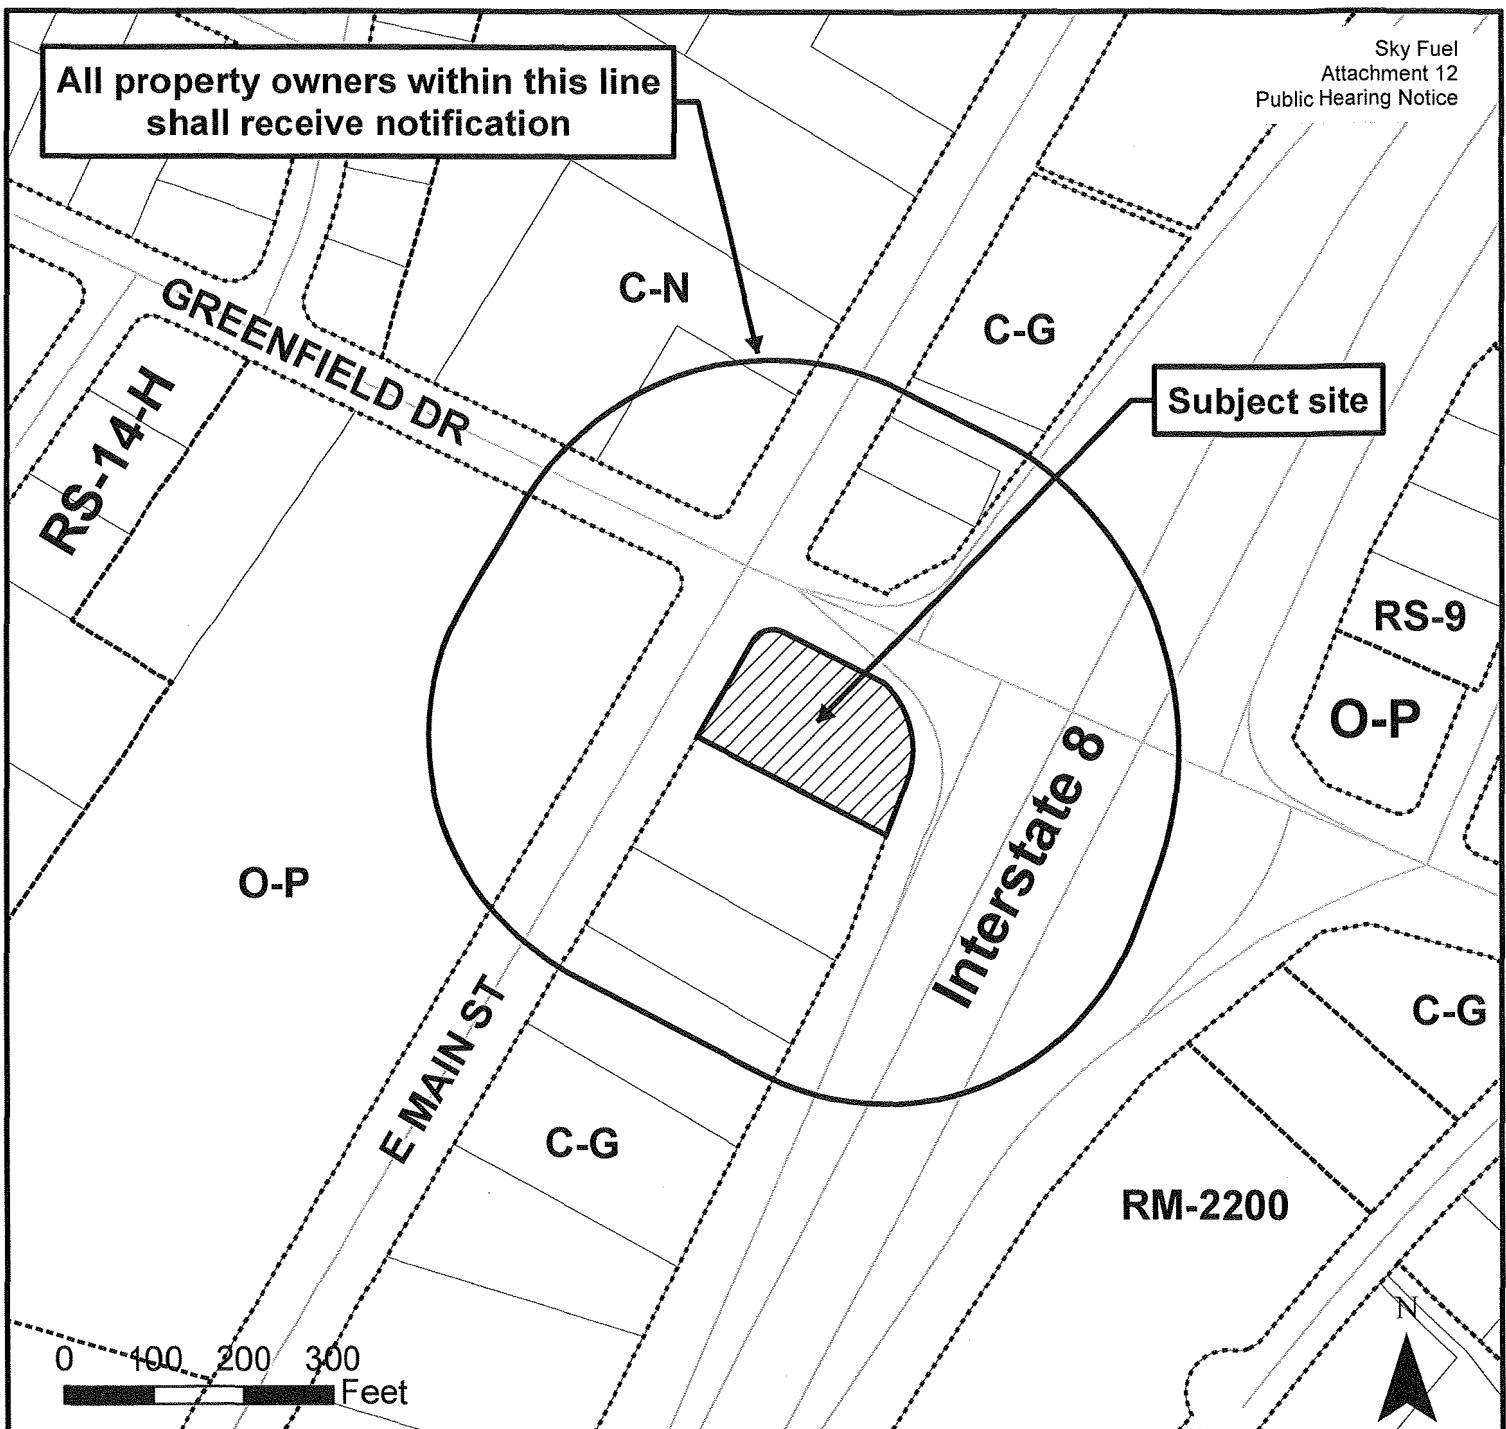 Sky Fuel
Attachment 12
Public Hearing Notice
All property owners within this line
shall receive notification
C-N
C-G
GREENFIELD DR
Subject site
RS-14-H
RS-9
O-P
Interstate 8
O-P
E MAIN ST
C-G
C-G
RM-2200
N
0 100 200 300
Feet